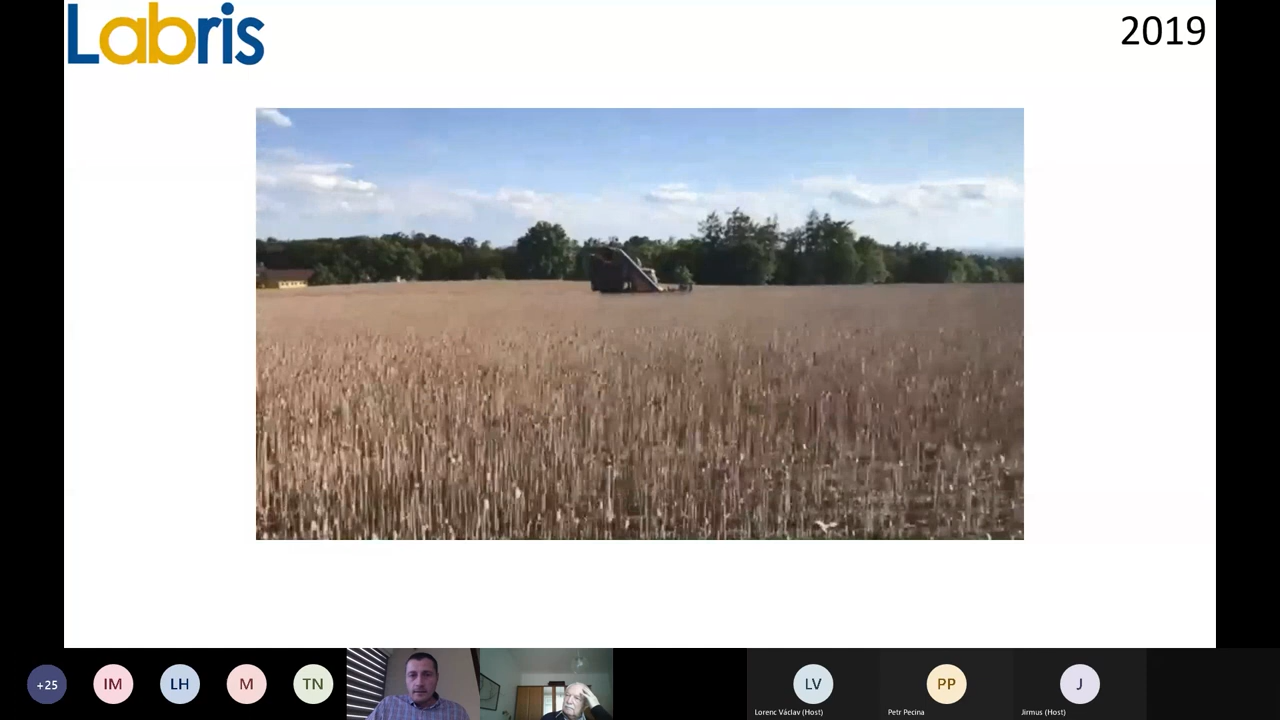 Labris
2019
+25
IM
LH
M
TN
LV
PP
J
Lorenc Václav (Host)
Petr Pecina
Jirmus (Host)